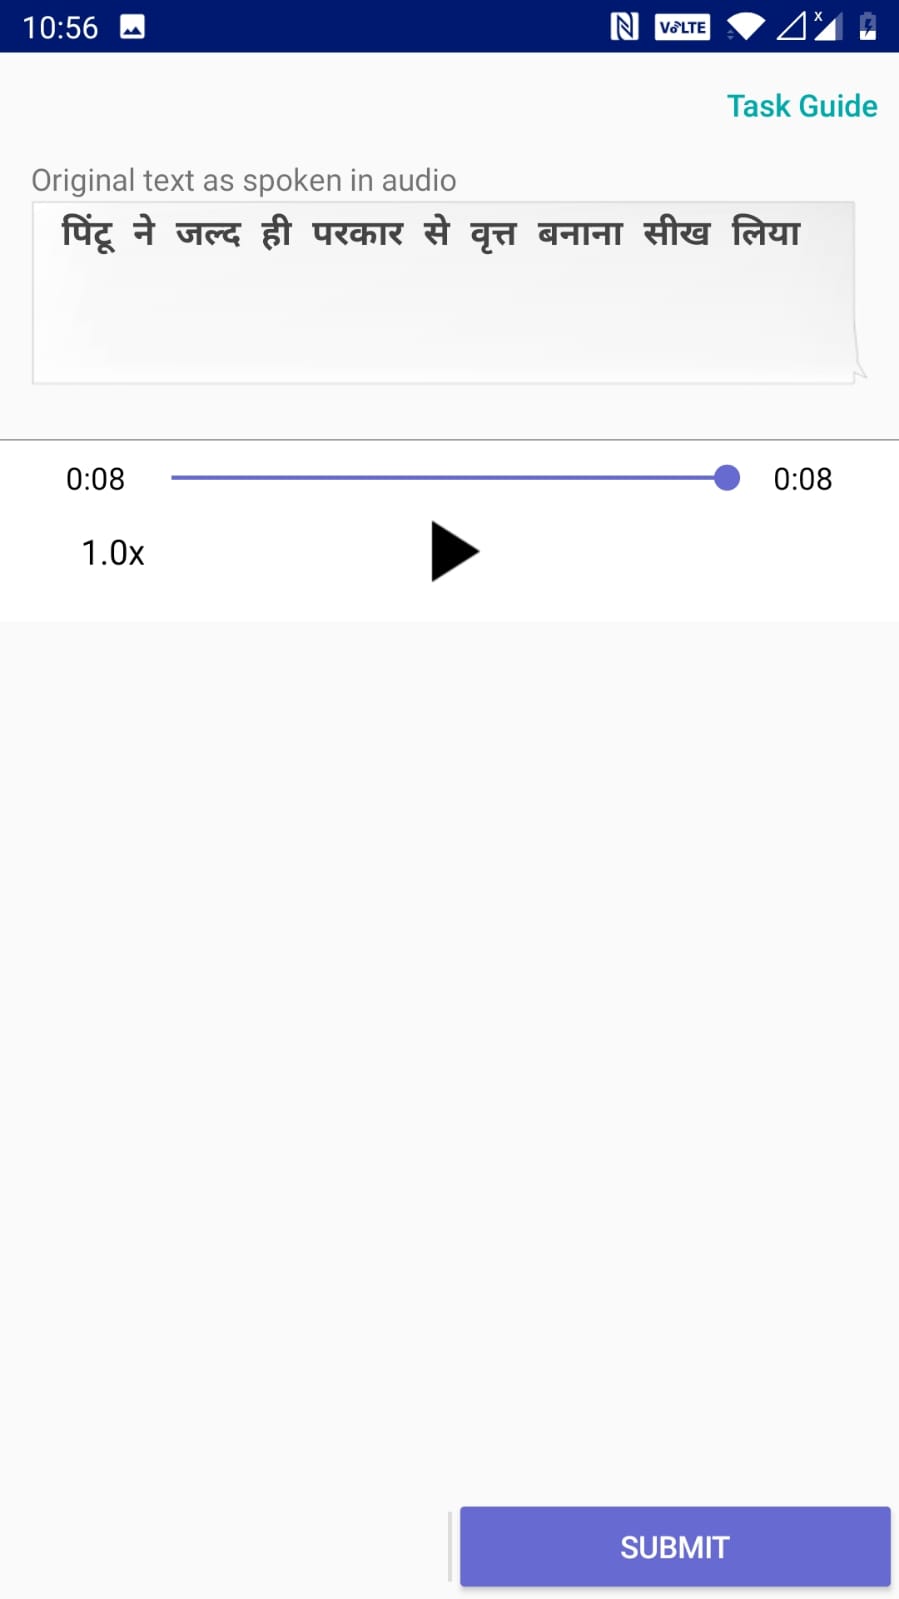 10:56 VoLTE x
Task Guide
Original text as spoken in audio
पिंटू ने जल्द ही परकार से वृत्त बनाना सीख लिया
0:08 0:08
1.0x
SUBMIT